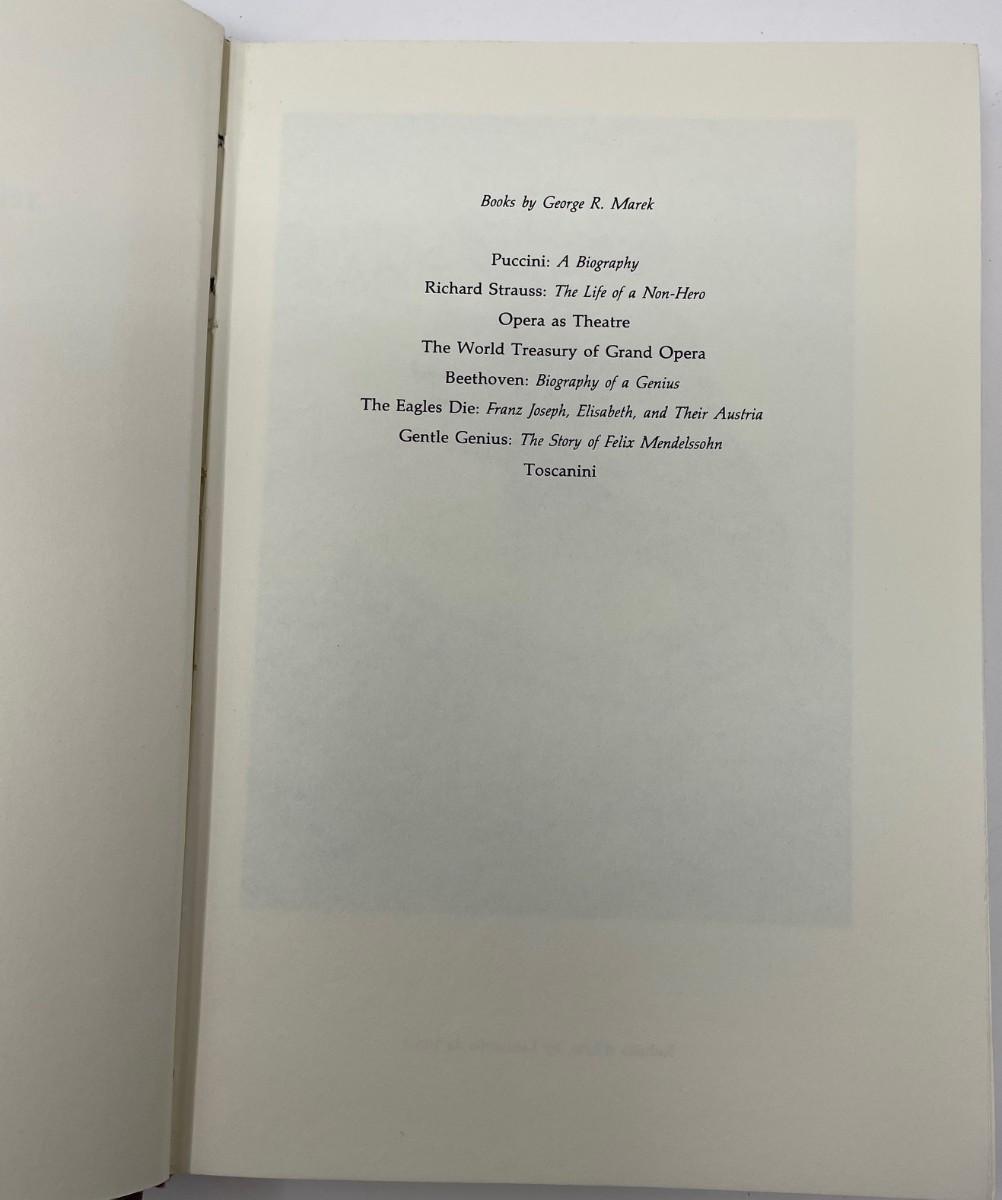 Books by George R. Marek
Puccini: A Biography
Richard Strauss: The Life of a Non-Hero
Opera as Theatre
The World Treasury of Grand Opera
Beethoven: Biography of a Genius
The Eagles Die: Franz Joseph, Elisabeth, and Their Austria
Gentle Genius: The Story of Felix Mendelssohn
Toscanini